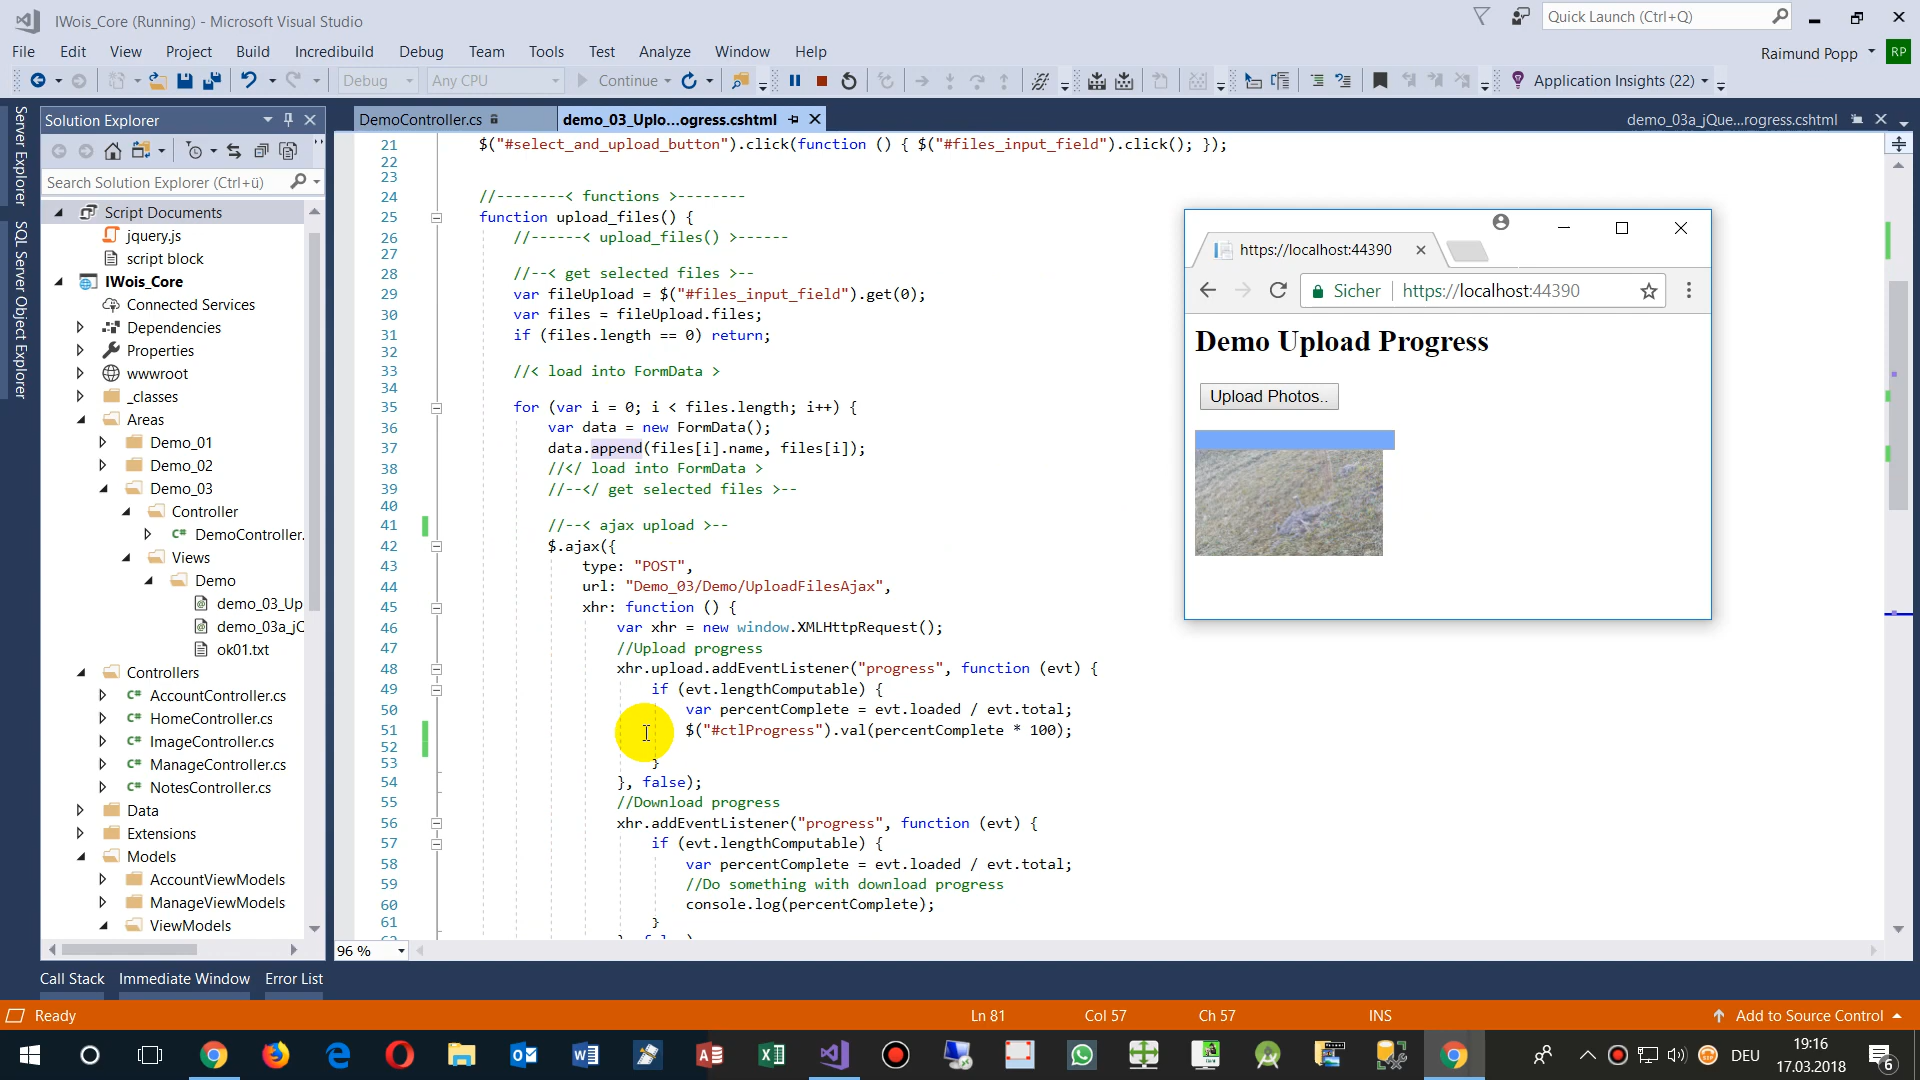 IWois_Core (Running) - Microsoft Visual Studio
Quick Launch (Ctrl+Q)
File Edit View Project Build Incredibuild Debug Team Tools Test Analyze Window Help
Raimund Popp RP
Debug Any CPU Continue Application Insights (22)
Server Explorer
SQL Server Object Explorer
Solution Explorer
Search Solution Explorer (Ctrl+ü)
Script Documents
jquery.js
script block
IWois_Core
Connected Services
Dependencies
Properties
wwwroot
_classes
Areas
Demo_01
Demo_02
Demo_03
Controller
DemoController.
Views
Demo
demo_03_Up
demo_03a_jC
ok01.txt
Controllers
AccountController.cs
HomeController.cs
ImageController.cs
ManageController.cs
NotesController.cs
Data
Extensions
Models
AccountViewModels
ManageViewModels
ViewModels
DemoController.cs demo_03_Uplo...ogress.cshtml demo_03a_jQue...rogress.cshtml
21 $("#select_and_upload_button").click(function () { $("#files_input_field").click(); });
22
23
24 //--------< functions >--------
25 function upload_files() {
26 //------< upload_files() >------
27
28 //--< get selected files >--
29 var fileUpload = $("#files_input_field").get(0);
30 var files = fileUpload.files;
31 if (files.length == 0) return;
32
33 //< load into FormData >
34
35 for (var i = 0; i < files.length; i++) {
36 var data = new FormData();
37 data.append(files[i].name, files[i]);
38 //</ load into FormData >
39 //--</ get selected files >--
40
41 //--< ajax upload >--
42 $.ajax({
43 type: "POST",
44 url: "Demo_03/Demo/UploadFilesAjax",
45 xhr: function () {
46 var xhr = new window.XMLHttpRequest();
47 //Upload progress
48 xhr.upload.addEventListener("progress", function (evt) {
49 if (evt.lengthComputable) {
50 var percentComplete = evt.loaded / evt.total;
51 $("#ctlProgress").val(percentComplete * 100);
52
53 }
54 }, false);
55 //Download progress
56 xhr.addEventListener("progress", function (evt) {
57 if (evt.lengthComputable) {
58 var percentComplete = evt.loaded / evt.total;
59 //Do something with download progress
60 console.log(percentComplete);
61 }
96 %
https://localhost:44390
Sicher https://localhost:44390
Demo Upload Progress
Upload Photos..
Call Stack Immediate Window Error List
Ready Ln 81 Col 57 Ch 57 INS Add to Source Control
DEU 19:16
17.03.2018
6